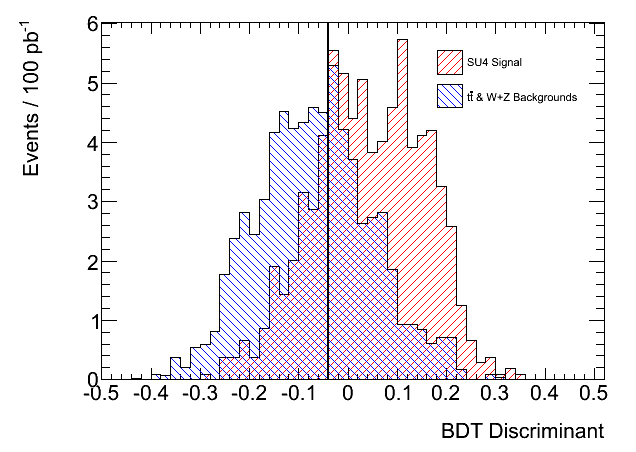 Events / 100 pb⁻¹
6
5
4
3
2
1
0
SU4 Signal
tt̄ & W+Z Backgrounds
-0.5 -0.4 -0.3 -0.2 -0.1 0 0.1 0.2 0.3 0.4 0.5
BDT Discriminant